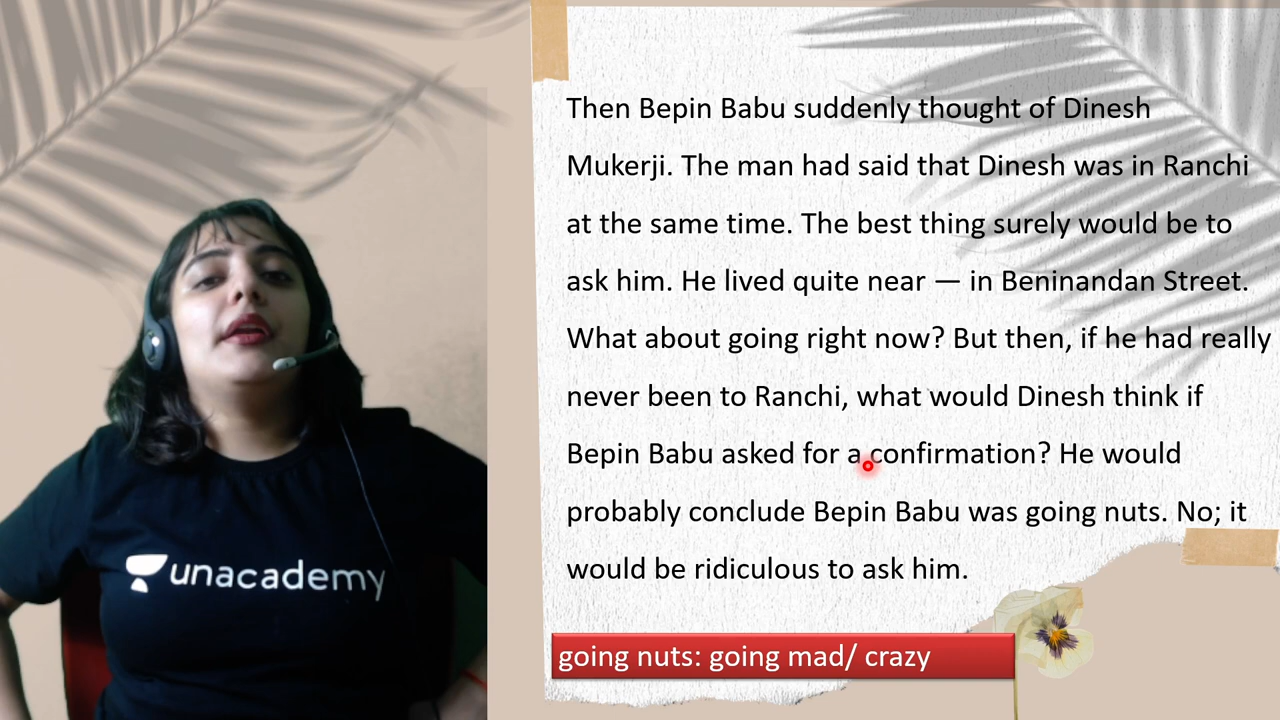 Then Bepin Babu suddenly thought of Dinesh
Mukerji. The man had said that Dinesh was in Ranchi
at the same time. The best thing surely would be to
ask him. He lived quite near — in Beninandan Street.
What about going right now? But then, if he had really
never been to Ranchi, what would Dinesh think if
Bepin Babu asked for a confirmation? He would
probably conclude Bepin Babu was going nuts. No; it
would be ridiculous to ask him.
going nuts: going mad/ crazy
unacademy